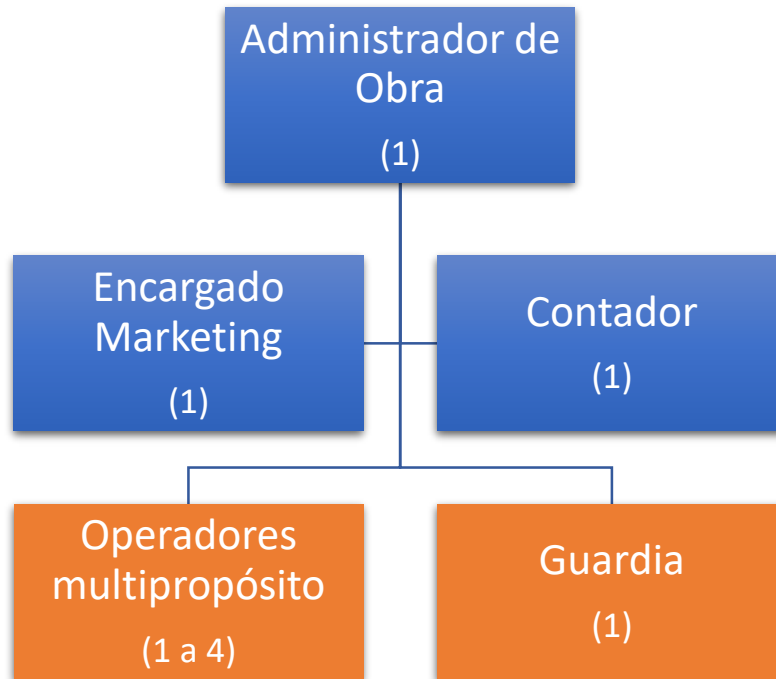 Administrador de
Obra
(1)
Encargado
Marketing
(1)
Contador
(1)
Operadores
multipropósito
(1 a 4)
Guardia
(1)